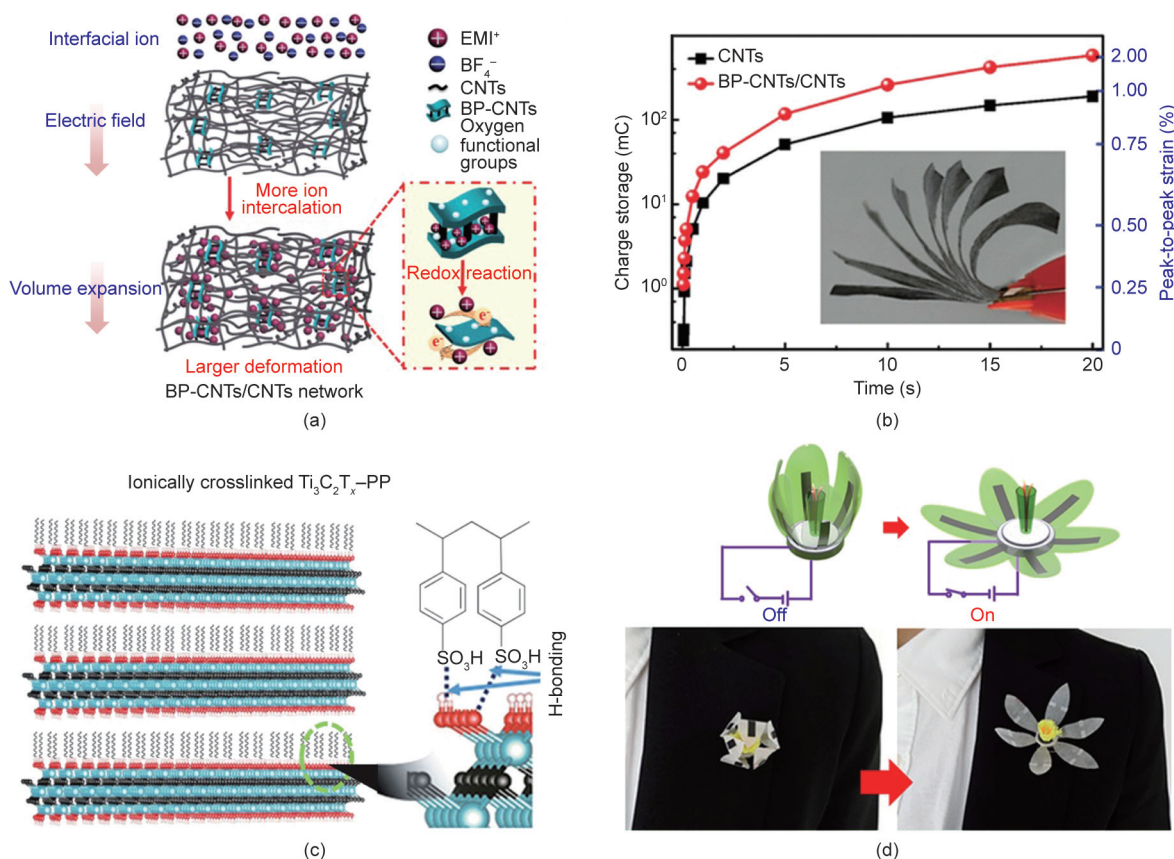 Interfacial ion
Electric field
More ion
intercalation
Volume expansion
Larger deformation
BP-CNTs/CNTs network
EMI⁺
BF₄⁻
CNTs
BP-CNTs
Oxygen
functional
groups
Redox reaction
e⁻
e⁻
(a)
CNTs
BP-CNTs/CNTs
Charge storage (mC)
10²
10¹
10⁰
0
5
10
15
20
Time (s)
2.00
1.00
0.75
0.50
0.25
0
Peak-to-peak strain (%)
(b)
Ionically crosslinked Ti₃C₂Tₓ–PP
SO₃H
SO₃H
H-bonding
(c)
Off
On
(d)